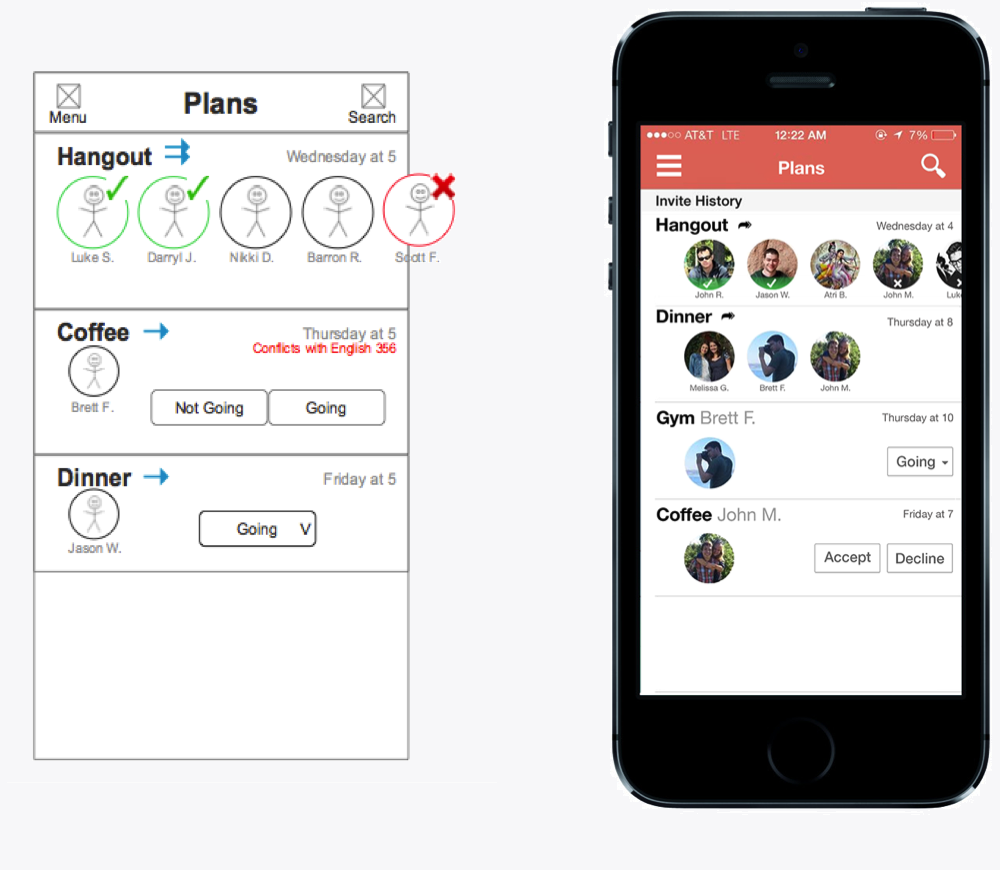 Menu
Plans
Search
Hangout
Wednesday at 5
Luke S.
Darryl J.
Nikki D.
Barron R.
Scott F.
Coffee
Thursday at 5
Conflicts with English 356
Brett F.
Not Going
Going
Dinner
Friday at 5
Jason W.
Going V
AT&T LTE 12:22 AM 7%
Plans
Invite History
Hangout
Wednesday at 4
John R.
Jason W.
Atri B.
John M.
Luk
Dinner
Thursday at 8
Melissa G.
Brett F.
John M.
Gym Brett F.
Thursday at 10
Going
Coffee John M.
Friday at 7
Accept
Decline